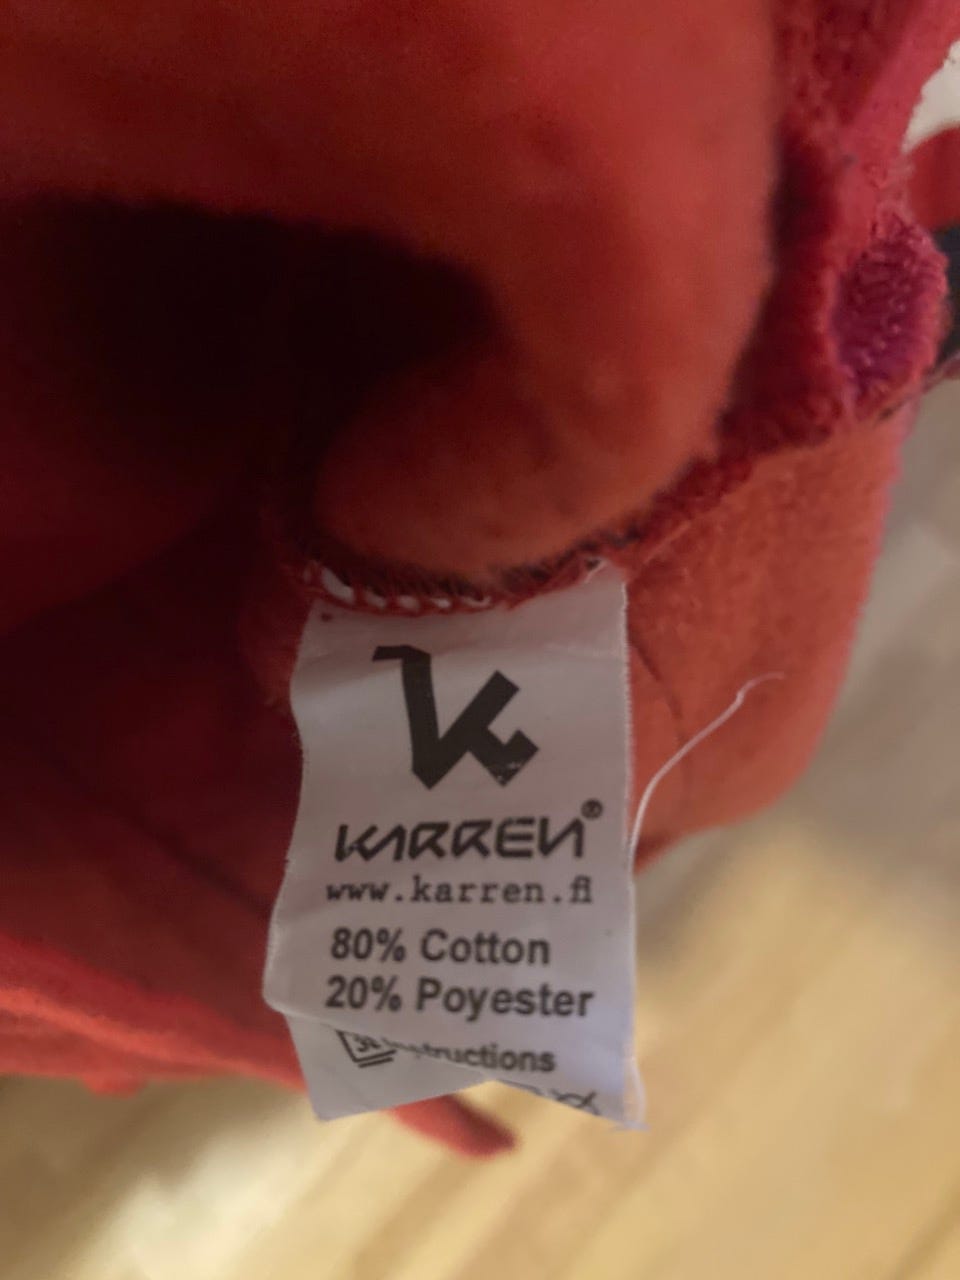 K
KARREN®
www.karren.fi
80% Cotton
20% Poyester